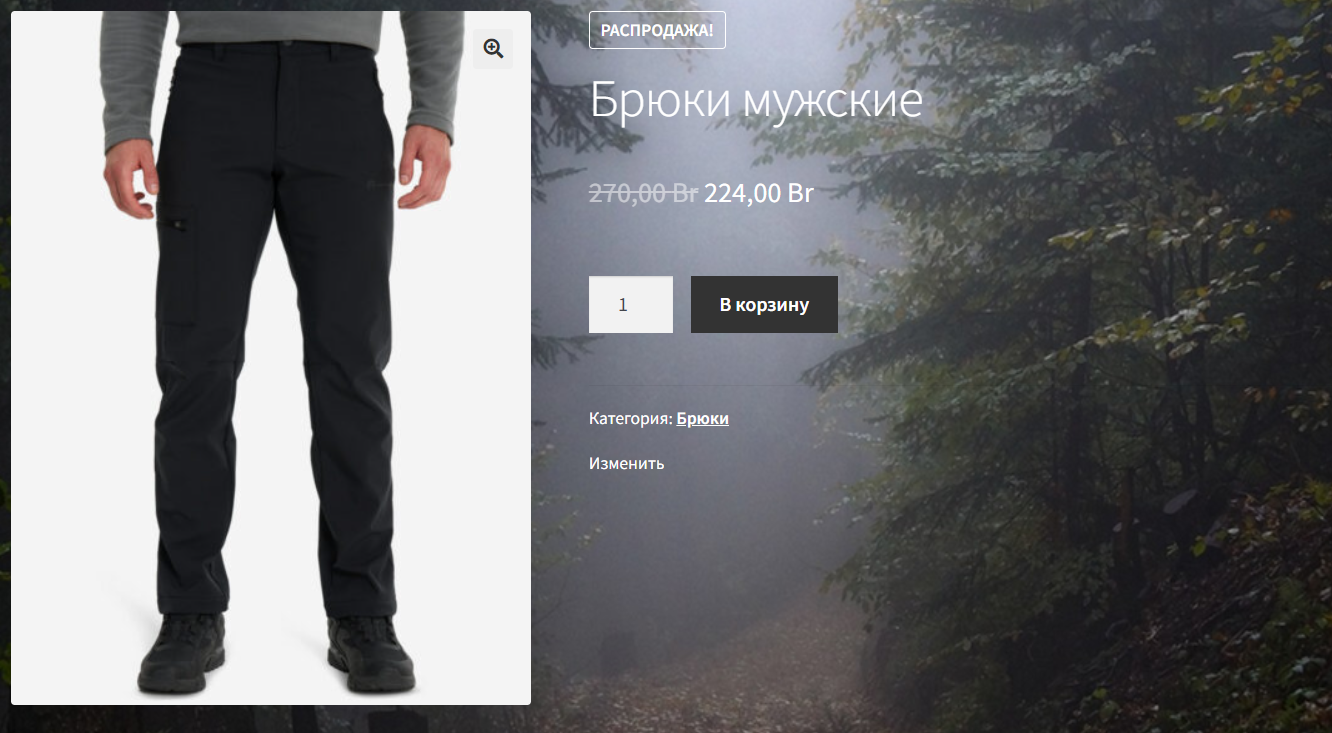 РАСПРОДАЖА!
Брюки мужские
270,00 Br 224,00 Br
1
В корзину
Категория: Брюки
Изменить